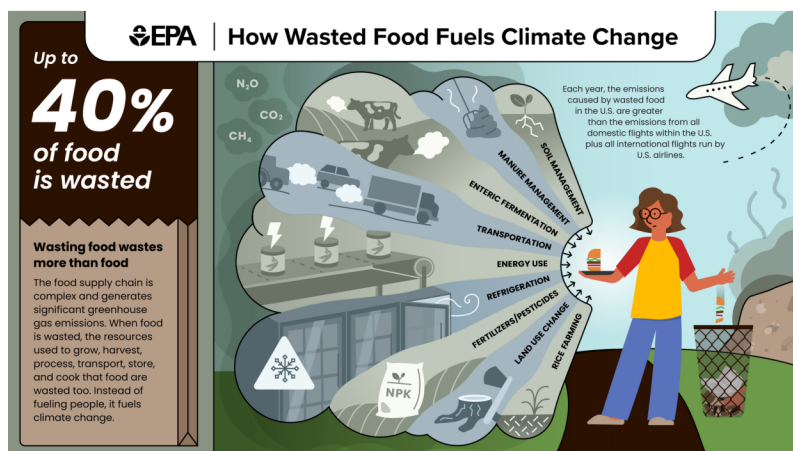 EPA
How Wasted Food Fuels Climate Change
Up to
40%
of food
is wasted
Wasting food wastes
more than food
The food supply chain is
complex and generates
significant greenhouse
gas emissions. When food
is wasted, the resources
used to grow, harvest,
process, transport, store,
and cook that food are
wasted too. Instead of
fueling people, it fuels
climate change.
N₂O
CO₂
CH₄
SOIL MANAGEMENT
MANURE MANAGEMENT
ENTERIC FERMENTATION
TRANSPORTATION
ENERGY USE
REFRIGERATION
FERTILIZERS/PESTICIDES
LAND USE CHANGE
RICE FARMING
NPK
Each year, the emissions
caused by wasted food
in the U.S. are greater
than the emissions from all
domestic flights within the U.S.
plus all international flights run by
U.S. airlines.